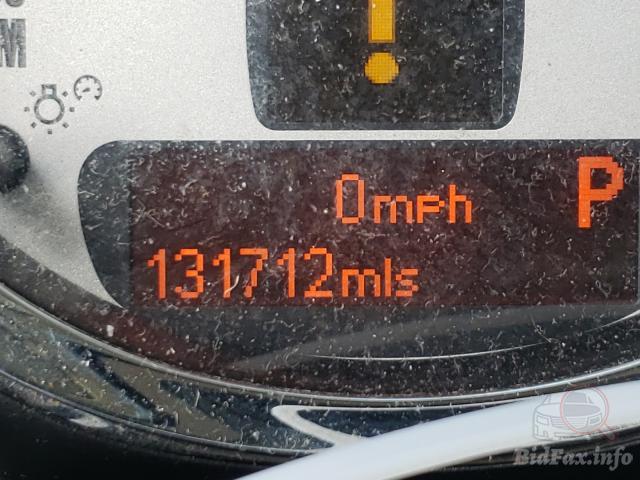 M
!
0mph
P
131712mls
BidFax.info